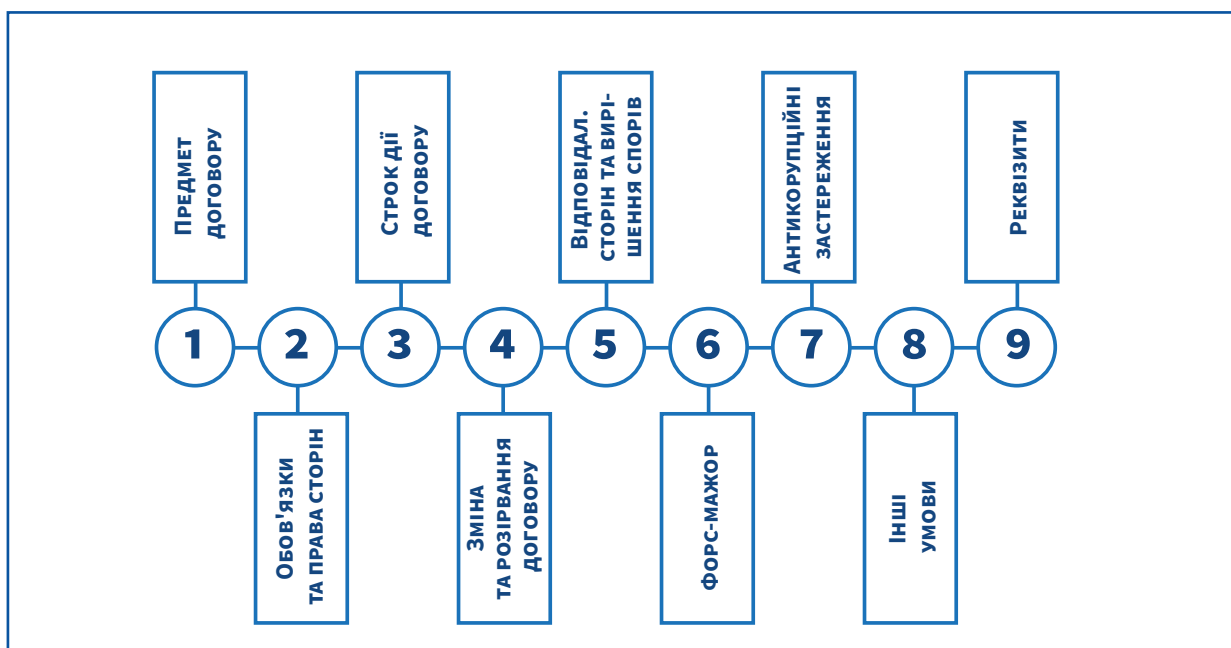 Предмет
договору
Строк дії
договору
Відповідал.
сторін та вирі-
шення спорів
Антикорупційні
застереження
Реквізити
1
2
3
4
5
6
7
8
9
Обов'язки
та права сторін
Зміна
та розірвання
договору
Форс-мажор
Інші
умови